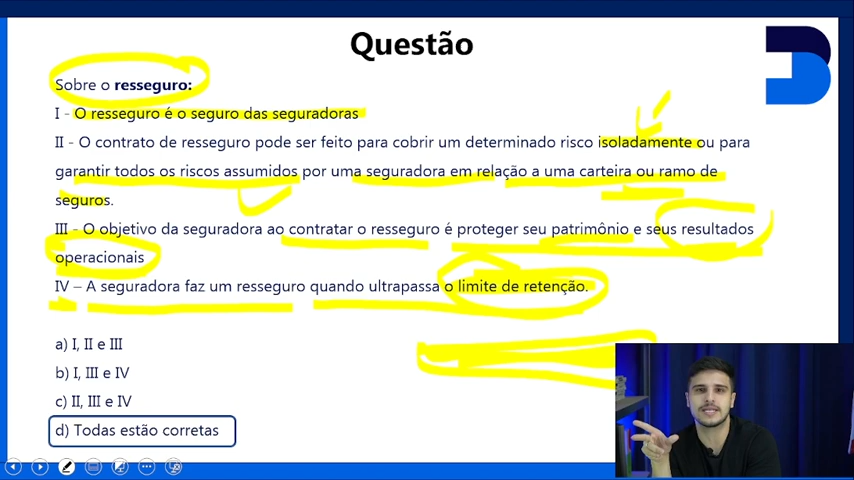 Questão
Sobre o resseguro:
I - O resseguro é o seguro das seguradoras
II - O contrato de resseguro pode ser feito para cobrir um determinado risco isoladamente ou para
garantir todos os riscos assumidos por uma seguradora em relação a uma carteira ou ramo de
seguros.
III - O objetivo da seguradora ao contratar o resseguro é proteger seu patrimônio e seus resultados
operacionais
IV – A seguradora faz um resseguro quando ultrapassa o limite de retenção.
a) I, II e III
b) I, III e IV
c) II, III e IV
d) Todas estão corretas